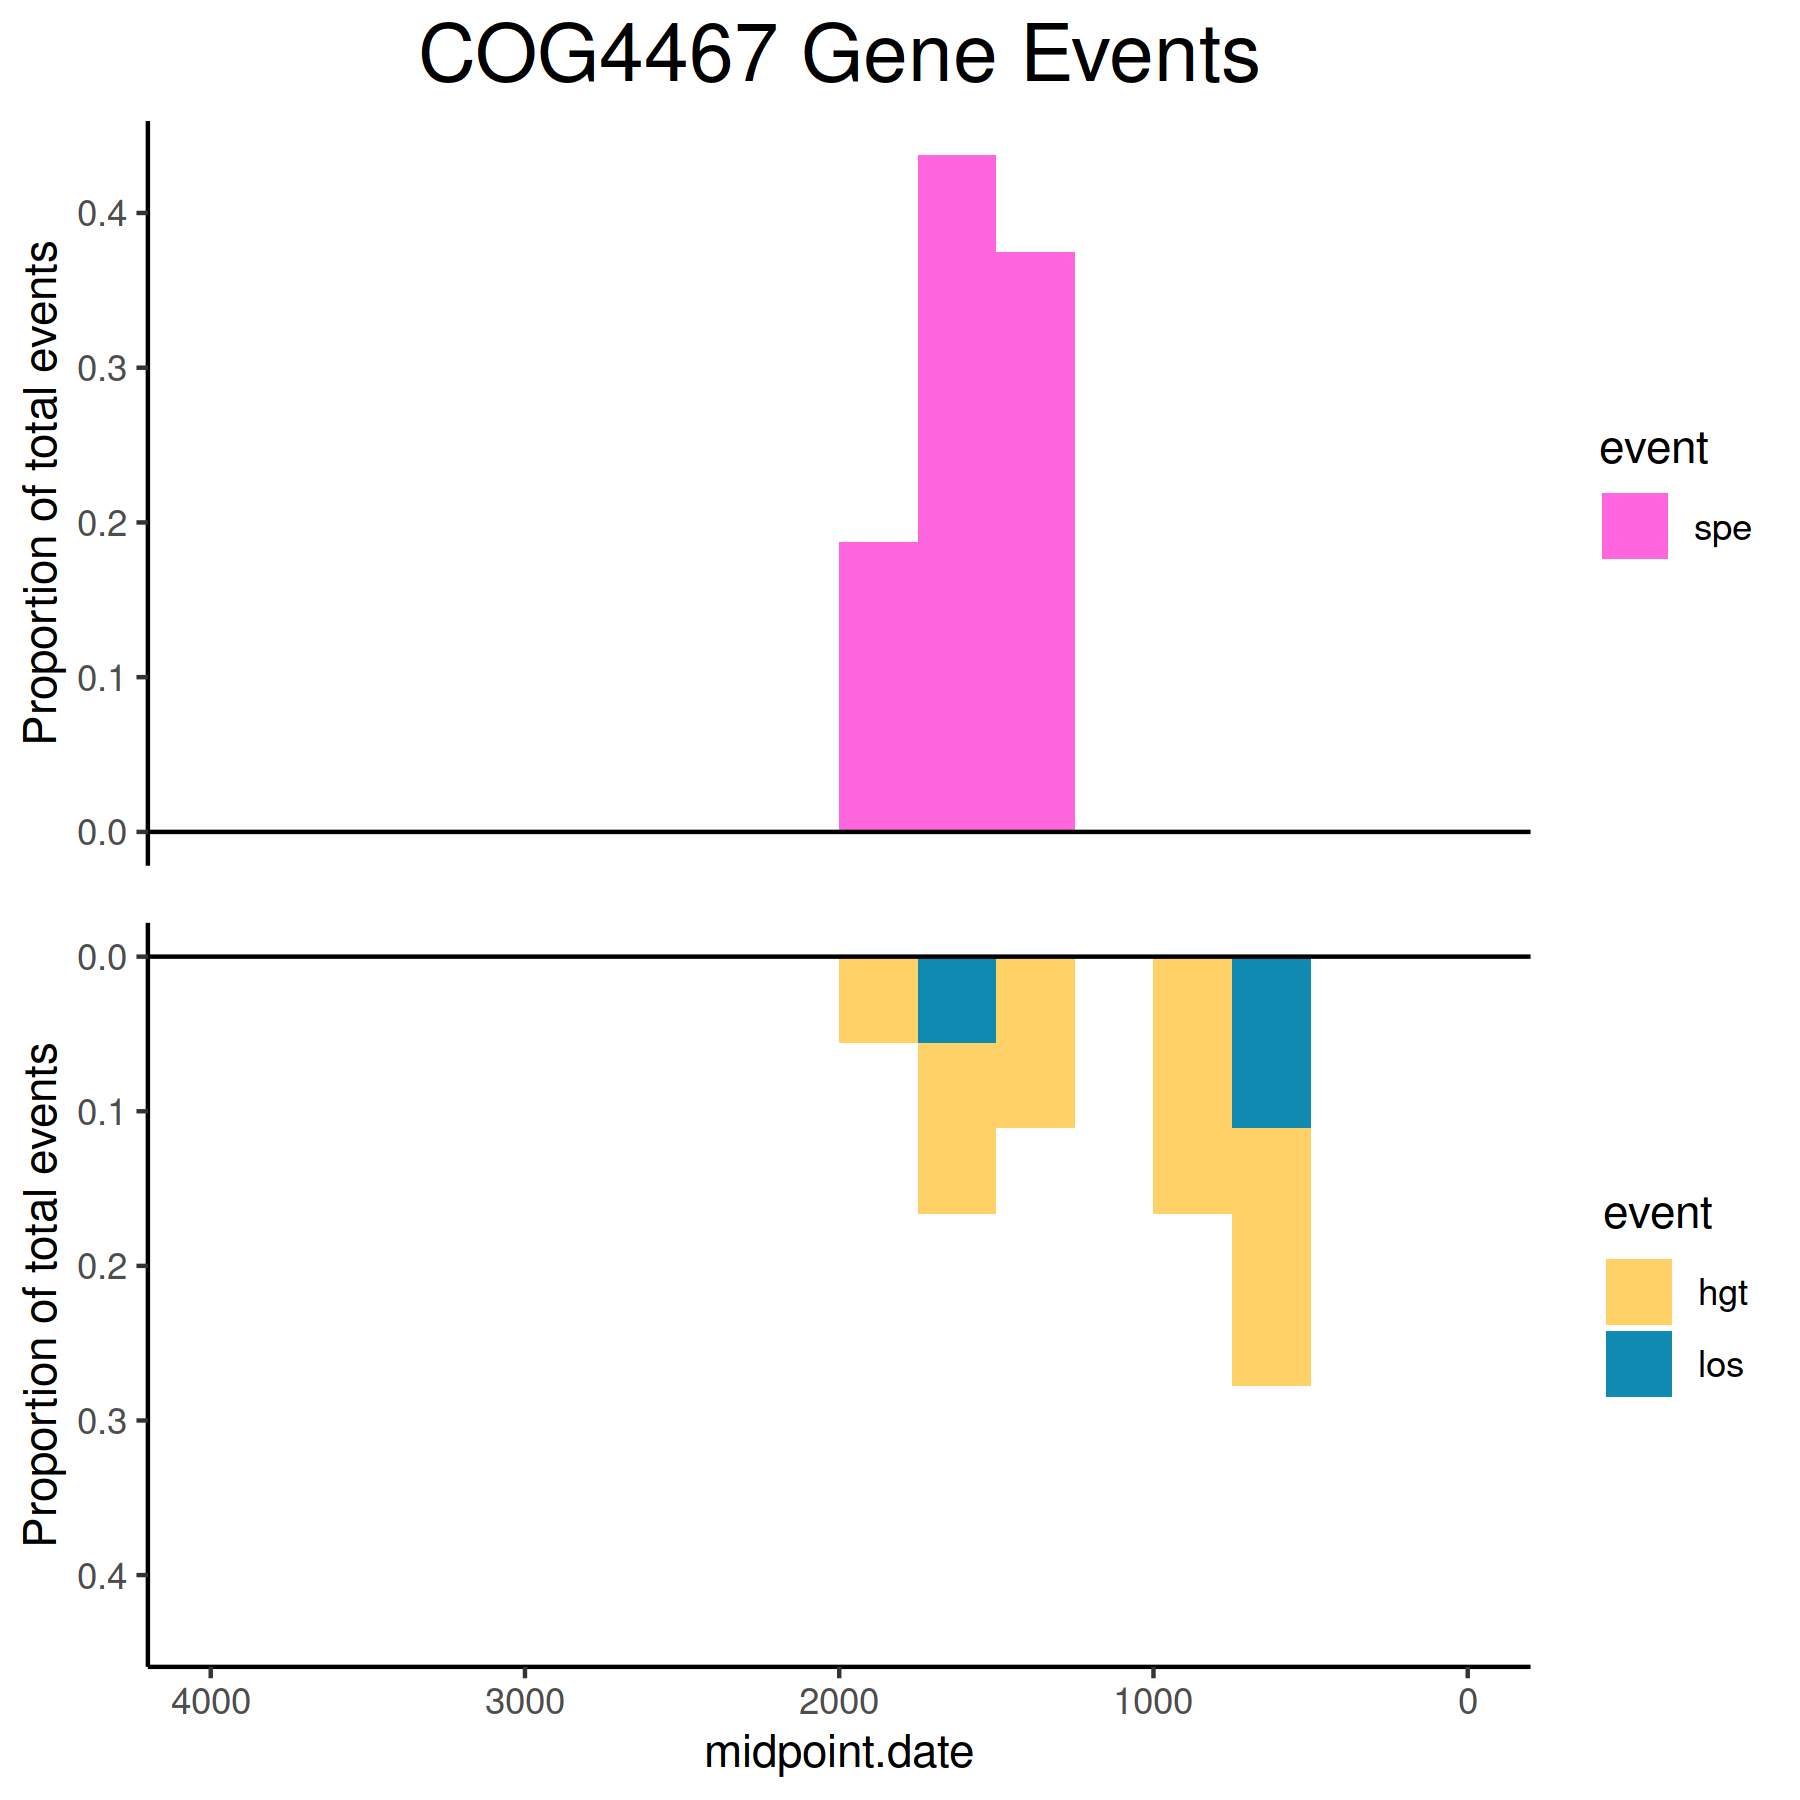 COG4467 Gene Events
Proportion of total events
0.4
0.3
0.2
0.1
0.0
event
spe
Proportion of total events
0.0
0.1
0.2
0.3
0.4
event
hgt
los
4000 3000 2000 1000 0
midpoint.date